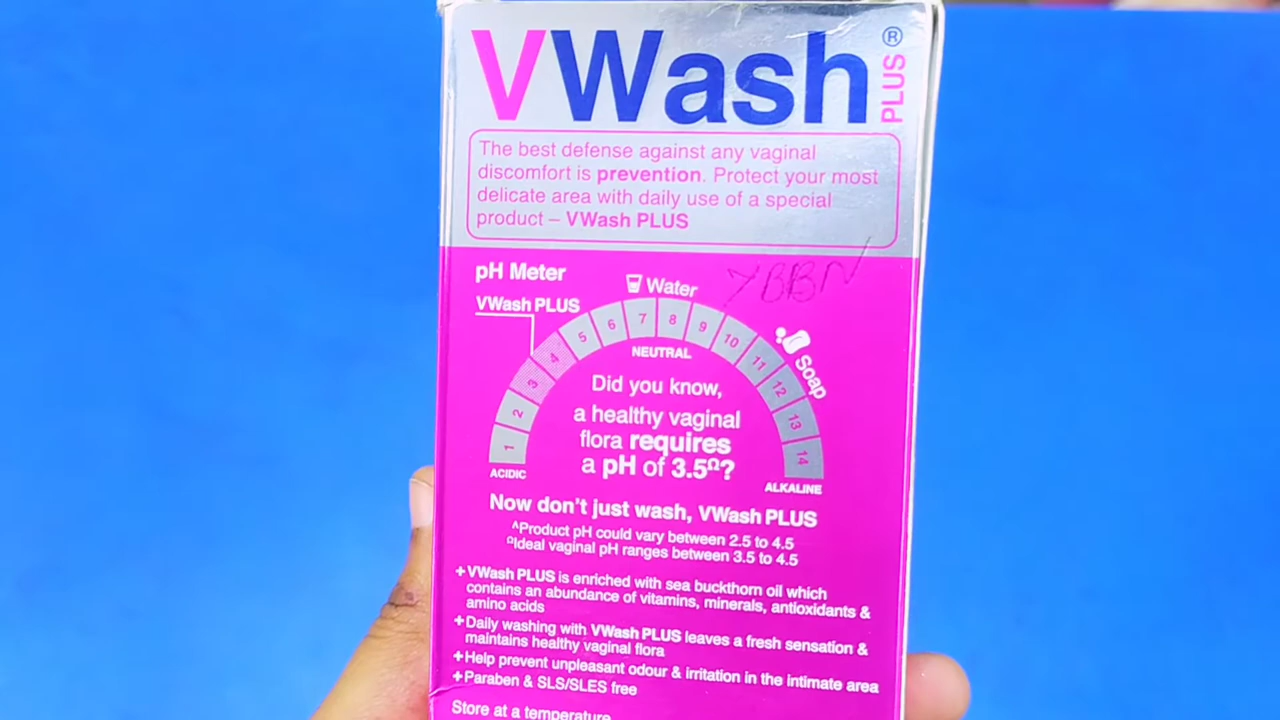 VWash PLUS®
The best defense against any vaginal
discomfort is prevention. Protect your most
delicate area with daily use of a special
product – VWash PLUS
pH Meter
VWash PLUS
Water
Soap
1 2 3 4 5 6 7 8 9 10 11 12 13 14
NEUTRAL
ACIDIC
ALKALINE
Did you know,
a healthy vaginal
flora requires
a pH of 3.5Ω?
Now don't just wash, VWash PLUS
^Product pH could vary between 2.5 to 4.5
ΩIdeal vaginal pH ranges between 3.5 to 4.5
+VWash PLUS is enriched with sea buckthorn oil which
contains an abundance of vitamins, minerals, antioxidants &
amino acids
+Daily washing with VWash PLUS leaves a fresh sensation &
maintains healthy vaginal flora
+Help prevent unpleasant odour & irritation in the intimate area
+Paraben & SLS/SLES free
Store at a temperature